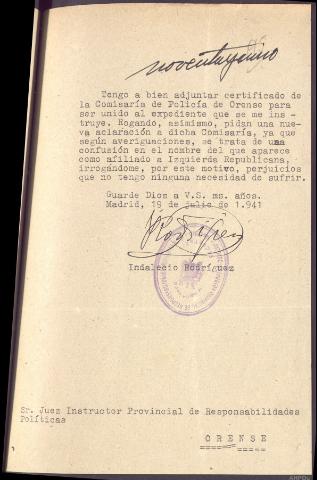 noventayuno
Tengo a bien adjuntar certificado de
la Comisaría de Policía de Orense para
ser unido al expediente que se me ins-
truye. Rogando, asimismo, pidan una nue-
va aclaración a dicha Comisaría, ya que
según averiguaciones, se trata de una
confusión en el nombre del que aparece
como afiliado a Izquierda Republicana,
irrogándome, por este motivo, perjuicios
que no tengo ninguna necesidad de sufrir.
Guarde Dios a V.S. ms. años.
Madrid, 19 de julio de 1.941
Indalecio Rodríguez
Sr. Juez Instructor Provincial de Responsabilidades
Políticas
ORENSE